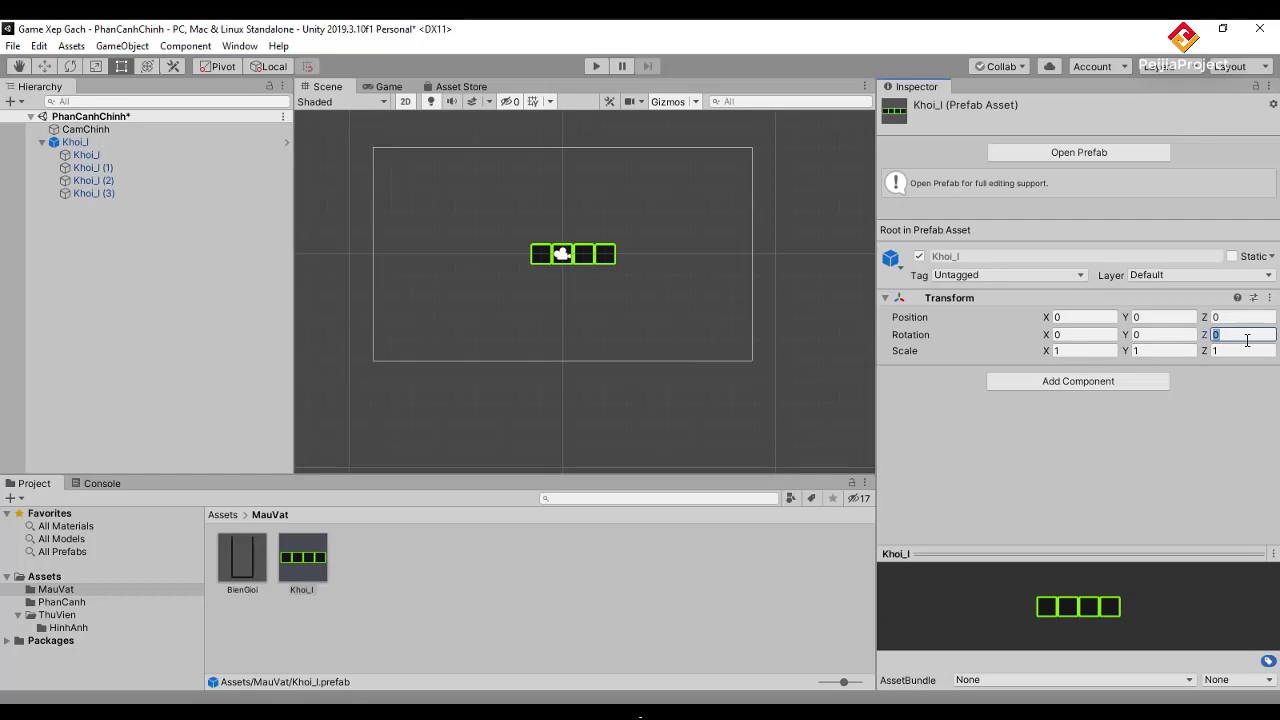 Game Xep Gach - PhanCanhChinh - PC, Mac & Linux Standalone - Unity 2019.3.10f1 Personal* <DX11>
File Edit Assets GameObject Component Window Help
Pivot Local Collab Account Layers Layout
PeijiaProject
Hierarchy Scene Game Asset Store Inspector
All Shaded 2D 0 Gizmos All
PhanCanhChinh*
CamChinh
Khoi_I
Khoi_I
Khoi_I (1)
Khoi_I (2)
Khoi_I (3)
Khoi_I (Prefab Asset)
Open Prefab
Open Prefab for full editing support.
Root in Prefab Asset
Khoi_I Static
Tag Untagged Layer Default
Transform
Position X 0 Y 0 Z 0
Rotation X 0 Y 0 Z 0
Scale X 1 Y 1 Z 1
Add Component
Project Console
17
Favorites
All Materials
All Models
All Prefabs
Assets
MauVat
PhanCanh
ThuVien
HinhAnh
Packages
Assets > MauVat
BienGioi Khoi_I
Assets/MauVat/Khoi_I.prefab
Khoi_I
AssetBundle None None